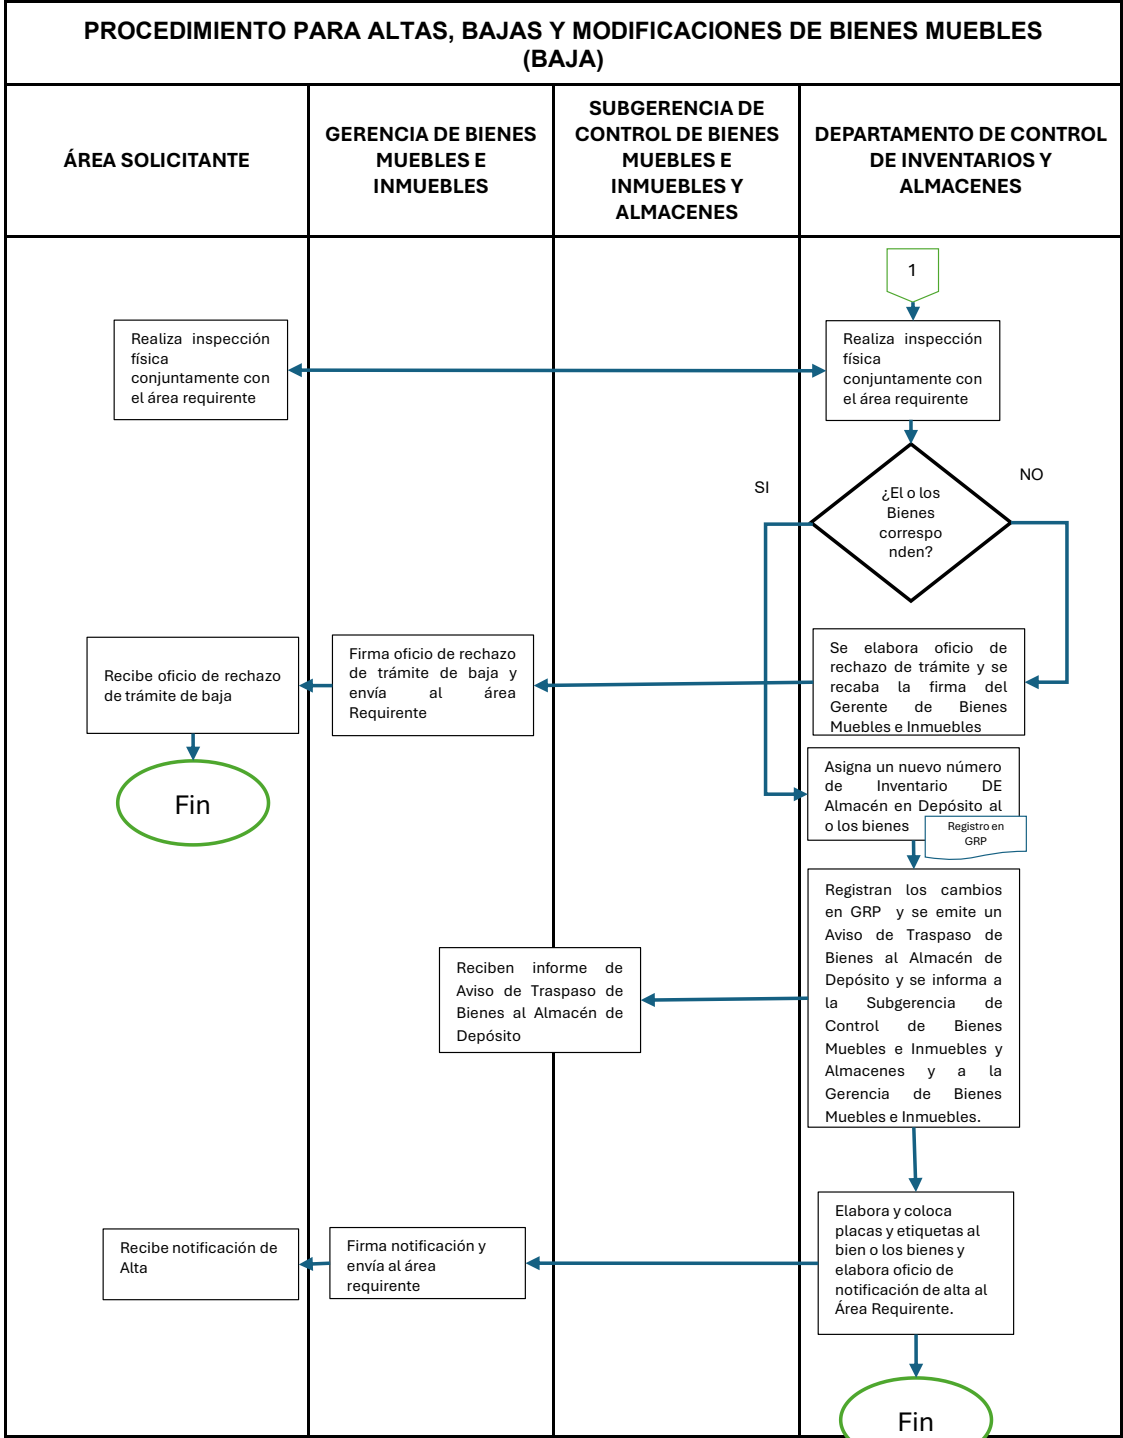 PROCEDIMIENTO PARA ALTAS, BAJAS Y MODIFICACIONES DE BIENES MUEBLES
(BAJA)
ÁREA SOLICITANTE
GERENCIA DE BIENES
MUEBLES E
INMUEBLES
SUBGERENCIA DE
CONTROL DE BIENES
MUEBLES E
INMUEBLES Y
ALMACENES
DEPARTAMENTO DE CONTROL
DE INVENTARIOS Y
ALMACENES
1
Realiza inspección
física
conjuntamente con
el área requirente
Realiza inspección
física
conjuntamente con
el área requirente
SI
NO
¿El o los
Bienes
correspo
nden?
Recibe oficio de rechazo
de trámite de baja
Firma oficio de rechazo
de trámite de baja y
envía al área
Requirente
Se elabora oficio de
rechazo de trámite y se
recaba la firma del
Gerente de Bienes
Muebles e Inmuebles
Fin
Asigna un nuevo número
de Inventario DE
Almacén en Depósito al
o los bienes
Registro en
GRP
Registran los cambios
en GRP y se emite un
Aviso de Traspaso de
Bienes al Almacén de
Depósito y se informa a
la Subgerencia de
Control de Bienes
Muebles e Inmuebles y
Almacenes y a la
Gerencia de Bienes
Muebles e Inmuebles.
Reciben informe de
Aviso de Traspaso de
Bienes al Almacén de
Depósito
Elabora y coloca
placas y etiquetas al
bien o los bienes y
elabora oficio de
notificación de alta al
Área Requirente.
Firma notificación y
envía al área
requirente
Recibe notificación de
Alta
Fin